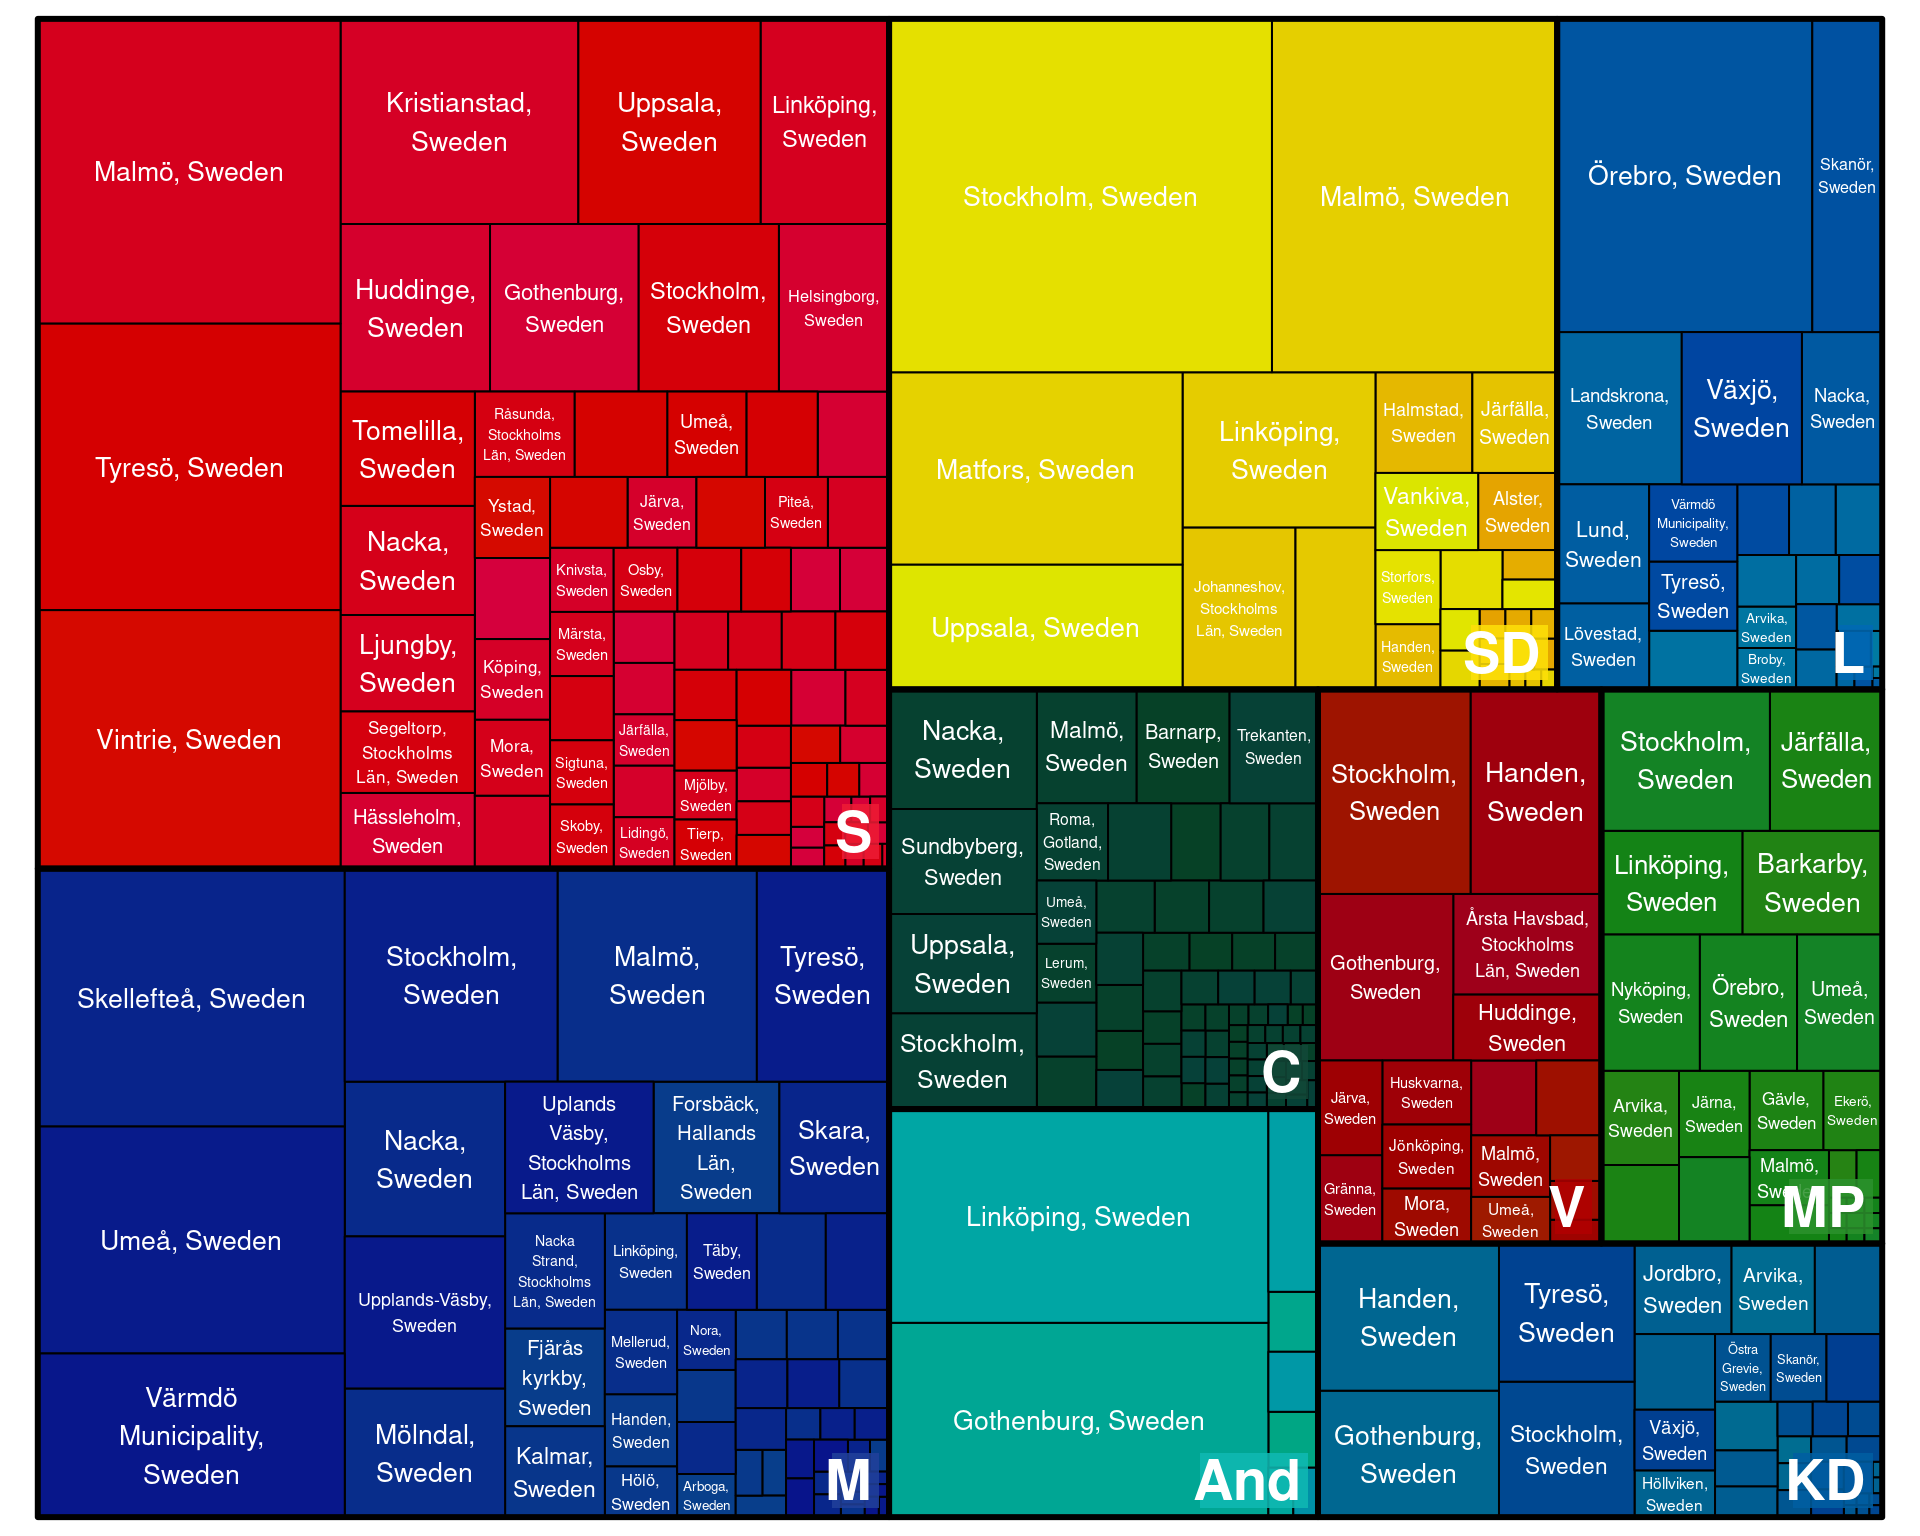 Malmö, Sweden
Tyresö, Sweden
Vintrie, Sweden
Kristianstad,
Sweden
Uppsala,
Sweden
Linköping,
Sweden
Huddinge,
Sweden
Gothenburg,
Sweden
Stockholm,
Sweden
Helsingborg,
Sweden
Tomelilla,
Sweden
Nacka,
Sweden
Ljungby,
Sweden
Segeltorp,
Stockholms
Län, Sweden
Hässleholm,
Sweden
Råsunda,
Stockholms
Län, Sweden
Umeå,
Sweden
Ystad,
Sweden
Järva,
Sweden
Piteå,
Sweden
Köping,
Sweden
Mora,
Sweden
Knivsta,
Sweden
Osby,
Sweden
Märsta,
Sweden
Sigtuna,
Sweden
Skoby,
Sweden
Järfälla,
Sweden
Lidingö,
Sweden
Mjölby,
Sweden
Tierp,
Sweden
S
Skellefteå, Sweden
Umeå, Sweden
Värmdö
Municipality,
Sweden
Stockholm,
Sweden
Malmö,
Sweden
Tyresö,
Sweden
Nacka,
Sweden
Upplands-Väsby,
Sweden
Mölndal,
Sweden
Uplands
Väsby,
Stockholms
Län, Sweden
Forsbäck,
Hallands
Län,
Sweden
Skara,
Sweden
Nacka
Strand,
Stockholms
Län, Sweden
Fjärås
kyrkby,
Sweden
Kalmar,
Sweden
Linköping,
Sweden
Täby,
Sweden
Mellerud,
Sweden
Handen,
Sweden
Hölö,
Sweden
Nora,
Sweden
Arboga,
Sweden
M
Stockholm, Sweden
Malmö, Sweden
Matfors, Sweden
Uppsala, Sweden
Linköping,
Sweden
Johanneshov,
Stockholms
Län, Sweden
Halmstad,
Sweden
Järfälla,
Sweden
Vankiva,
Sweden
Alster,
Sweden
Storfors,
Sweden
Handen,
Sweden
SD
Örebro, Sweden
Skanör,
Sweden
Landskrona,
Sweden
Växjö,
Sweden
Nacka,
Sweden
Lund,
Sweden
Lövestad,
Sweden
Värmdö
Municipality,
Sweden
Tyresö,
Sweden
Arvika,
Sweden
Broby,
Sweden
L
Nacka,
Sweden
Sundbyberg,
Sweden
Uppsala,
Sweden
Stockholm,
Sweden
Malmö,
Sweden
Barnarp,
Sweden
Trekanten,
Sweden
Roma,
Gotland,
Sweden
Umeå,
Sweden
Lerum,
Sweden
C
Linköping, Sweden
Gothenburg, Sweden
And
Stockholm,
Sweden
Handen,
Sweden
Gothenburg,
Sweden
Årsta Havsbad,
Stockholms
Län, Sweden
Huddinge,
Sweden
Järva,
Sweden
Gränna,
Sweden
Huskvarna,
Sweden
Jönköping,
Sweden
Mora,
Sweden
Malmö,
Sweden
Umeå,
Sweden
V
Stockholm,
Sweden
Järfälla,
Sweden
Linköping,
Sweden
Barkarby,
Sweden
Nyköping,
Sweden
Örebro,
Sweden
Umeå,
Sweden
Arvika,
Sweden
Järna,
Sweden
Gävle,
Sweden
Ekerö,
Sweden
Malmö,
Sweden
MP
Handen,
Sweden
Gothenburg,
Sweden
Tyresö,
Sweden
Stockholm,
Sweden
Jordbro,
Sweden
Arvika,
Sweden
Östra
Grevie,
Sweden
Skanör,
Sweden
Växjö,
Sweden
Höllviken,
Sweden
KD